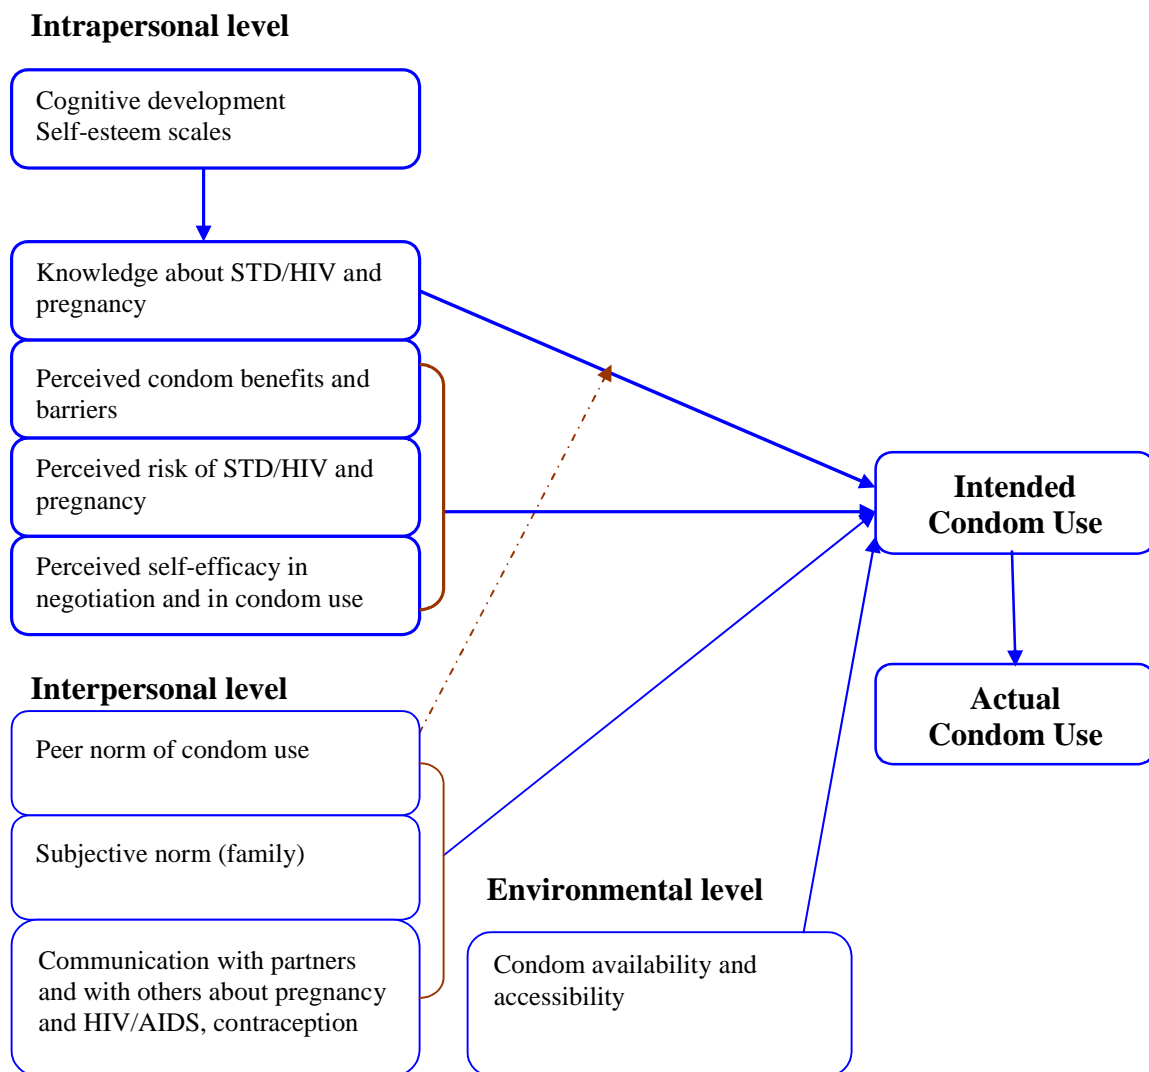 Intrapersonal level
Cognitive development
Self-esteem scales
Knowledge about STD/HIV and
pregnancy
Perceived condom benefits and
barriers
Perceived risk of STD/HIV and
pregnancy
Perceived self-efficacy in
negotiation and in condom use
Intended
Condom Use
Actual
Condom Use
Interpersonal level
Peer norm of condom use
Subjective norm (family)
Communication with partners
and with others about pregnancy
and HIV/AIDS, contraception
Environmental level
Condom availability and
accessibility